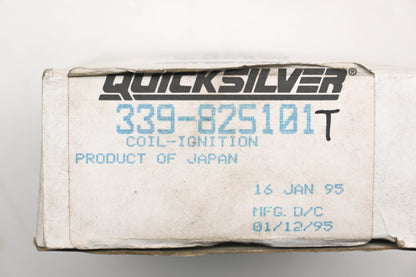 QUICKSILVER®
339-825101T
COIL-IGNITION
PRODUCT OF JAPAN
16 JAN 95
MFG. D/C
01/12/95